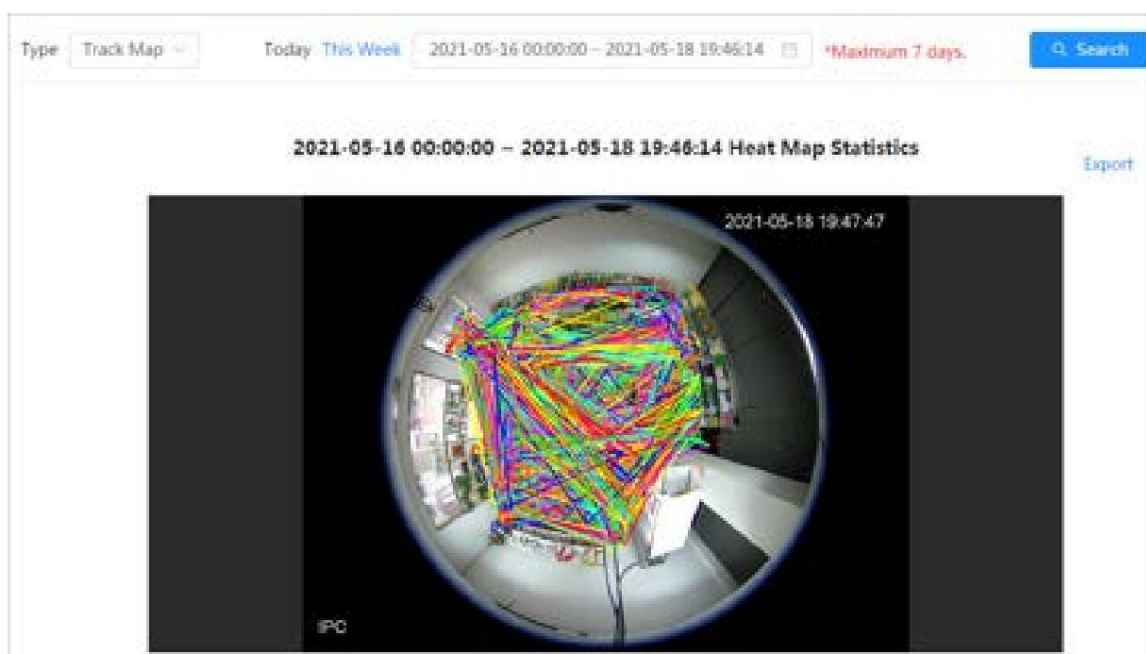 Type Track Map Today This Week 2021-05-16 00:00:00 ~ 2021-05-18 19:46:14 *Maximum 7 days. Search
2021-05-16 00:00:00 ~ 2021-05-18 19:46:14 Heat Map Statistics
Export
2021-05-18 19:47:47
IPC